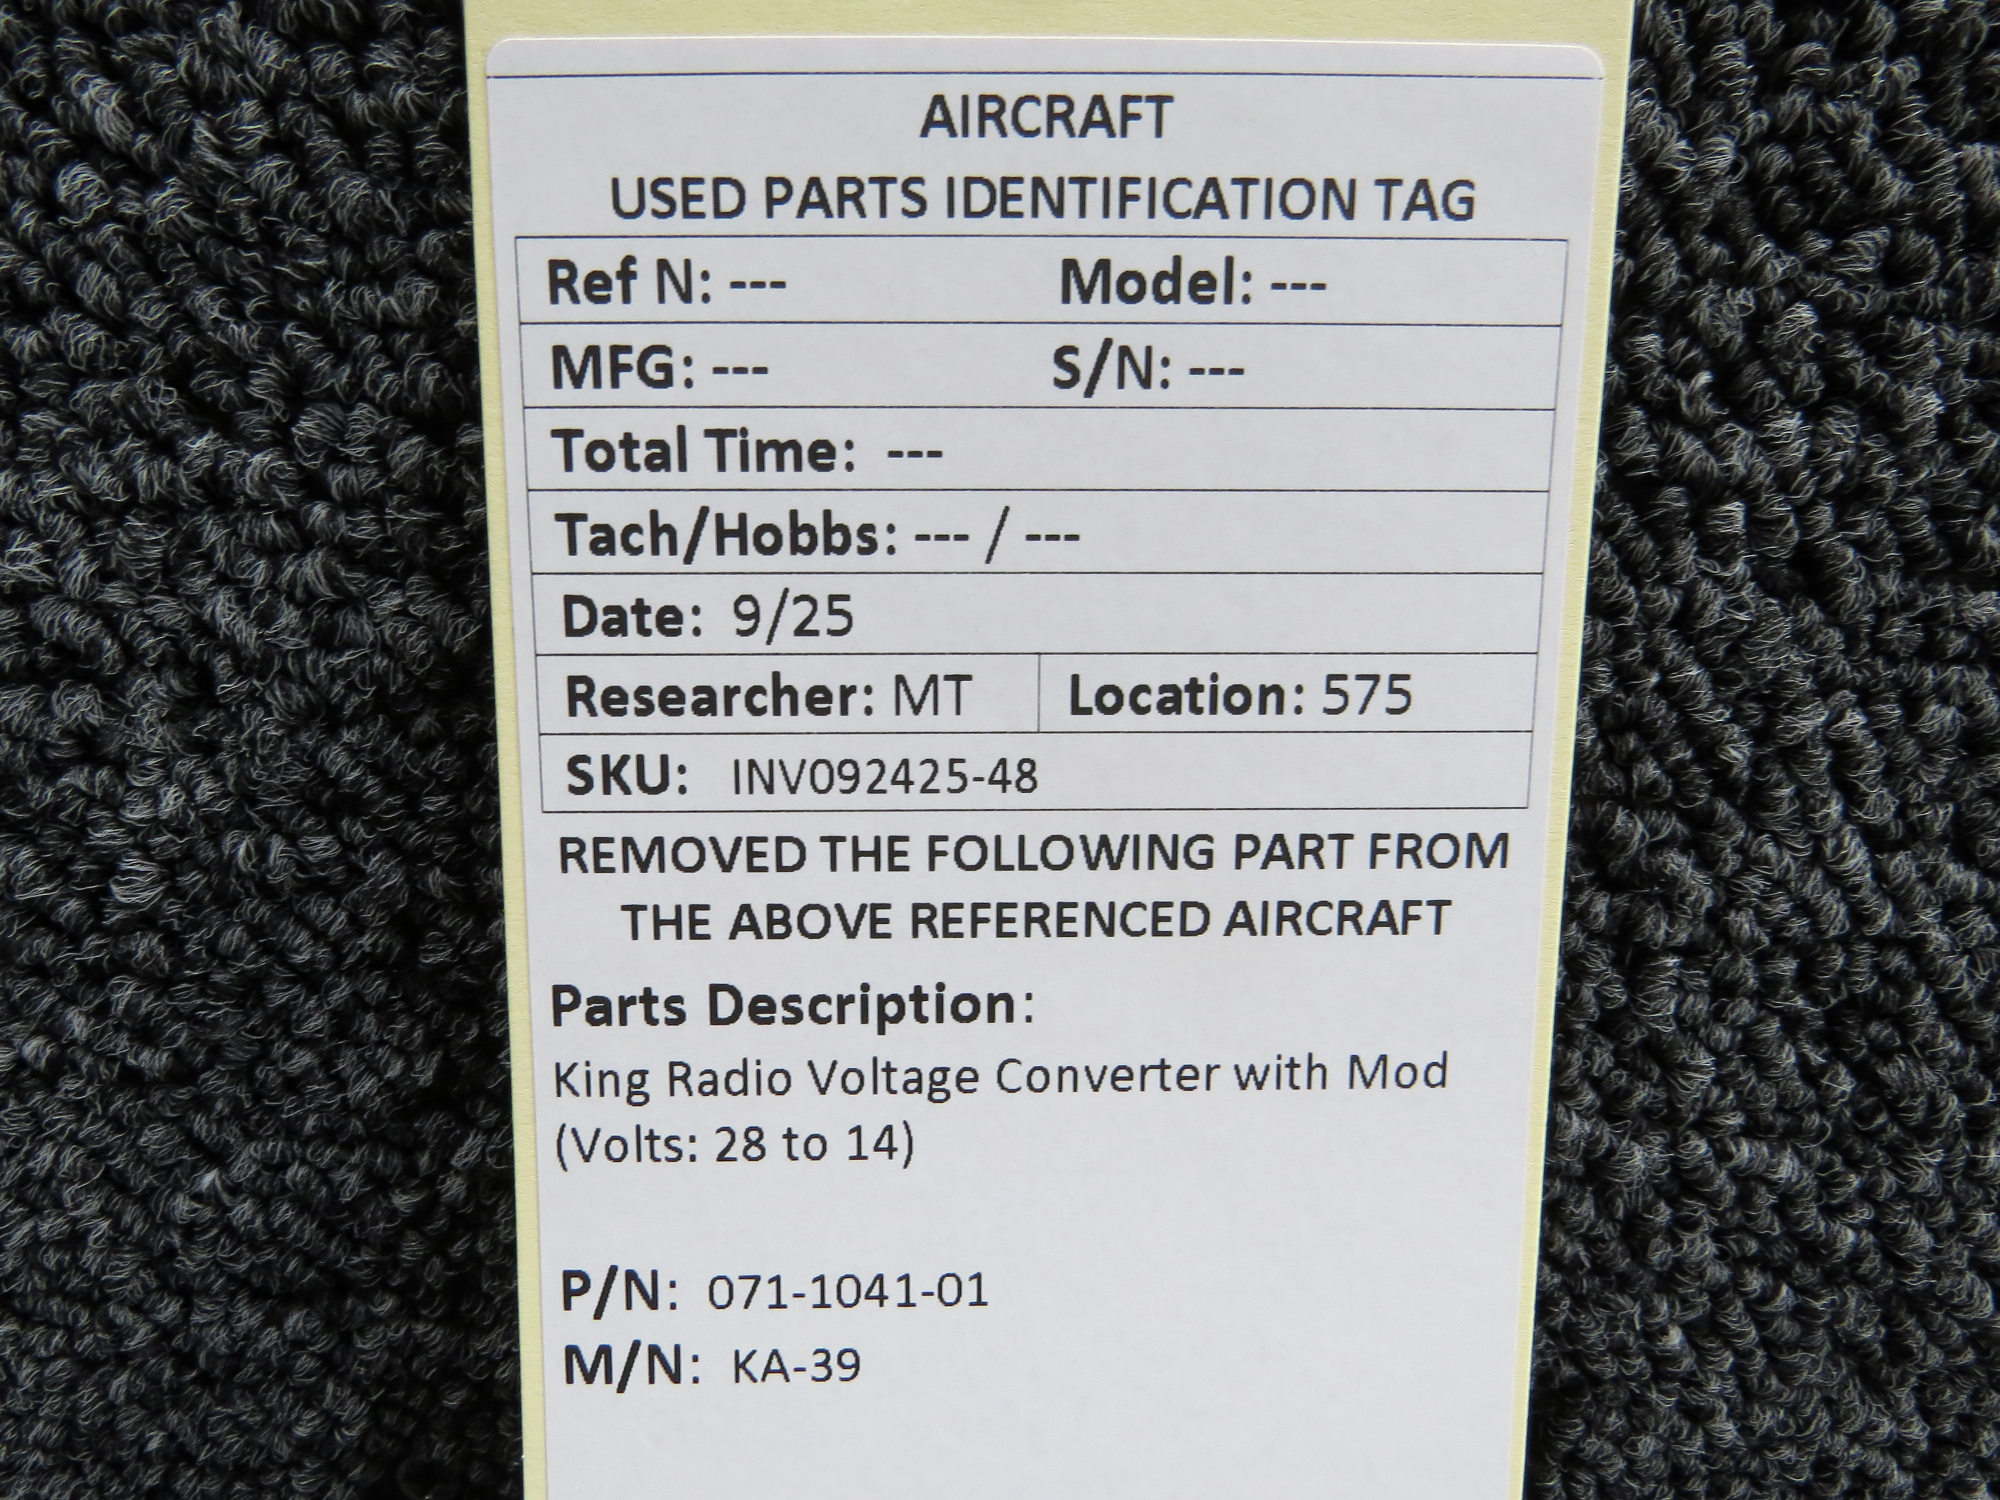 AIRCRAFT
USED PARTS IDENTIFICATION TAG
Ref N: --- Model: ---
MFG: --- S/N: ---
Total Time: ---
Tach/Hobbs: --- / ---
Date: 9/25
Researcher: MT Location: 575
SKU: INV092425-48
REMOVED THE FOLLOWING PART FROM
THE ABOVE REFERENCED AIRCRAFT
Parts Description:
King Radio Voltage Converter with Mod
(Volts: 28 to 14)
P/N: 071-1041-01
M/N: KA-39